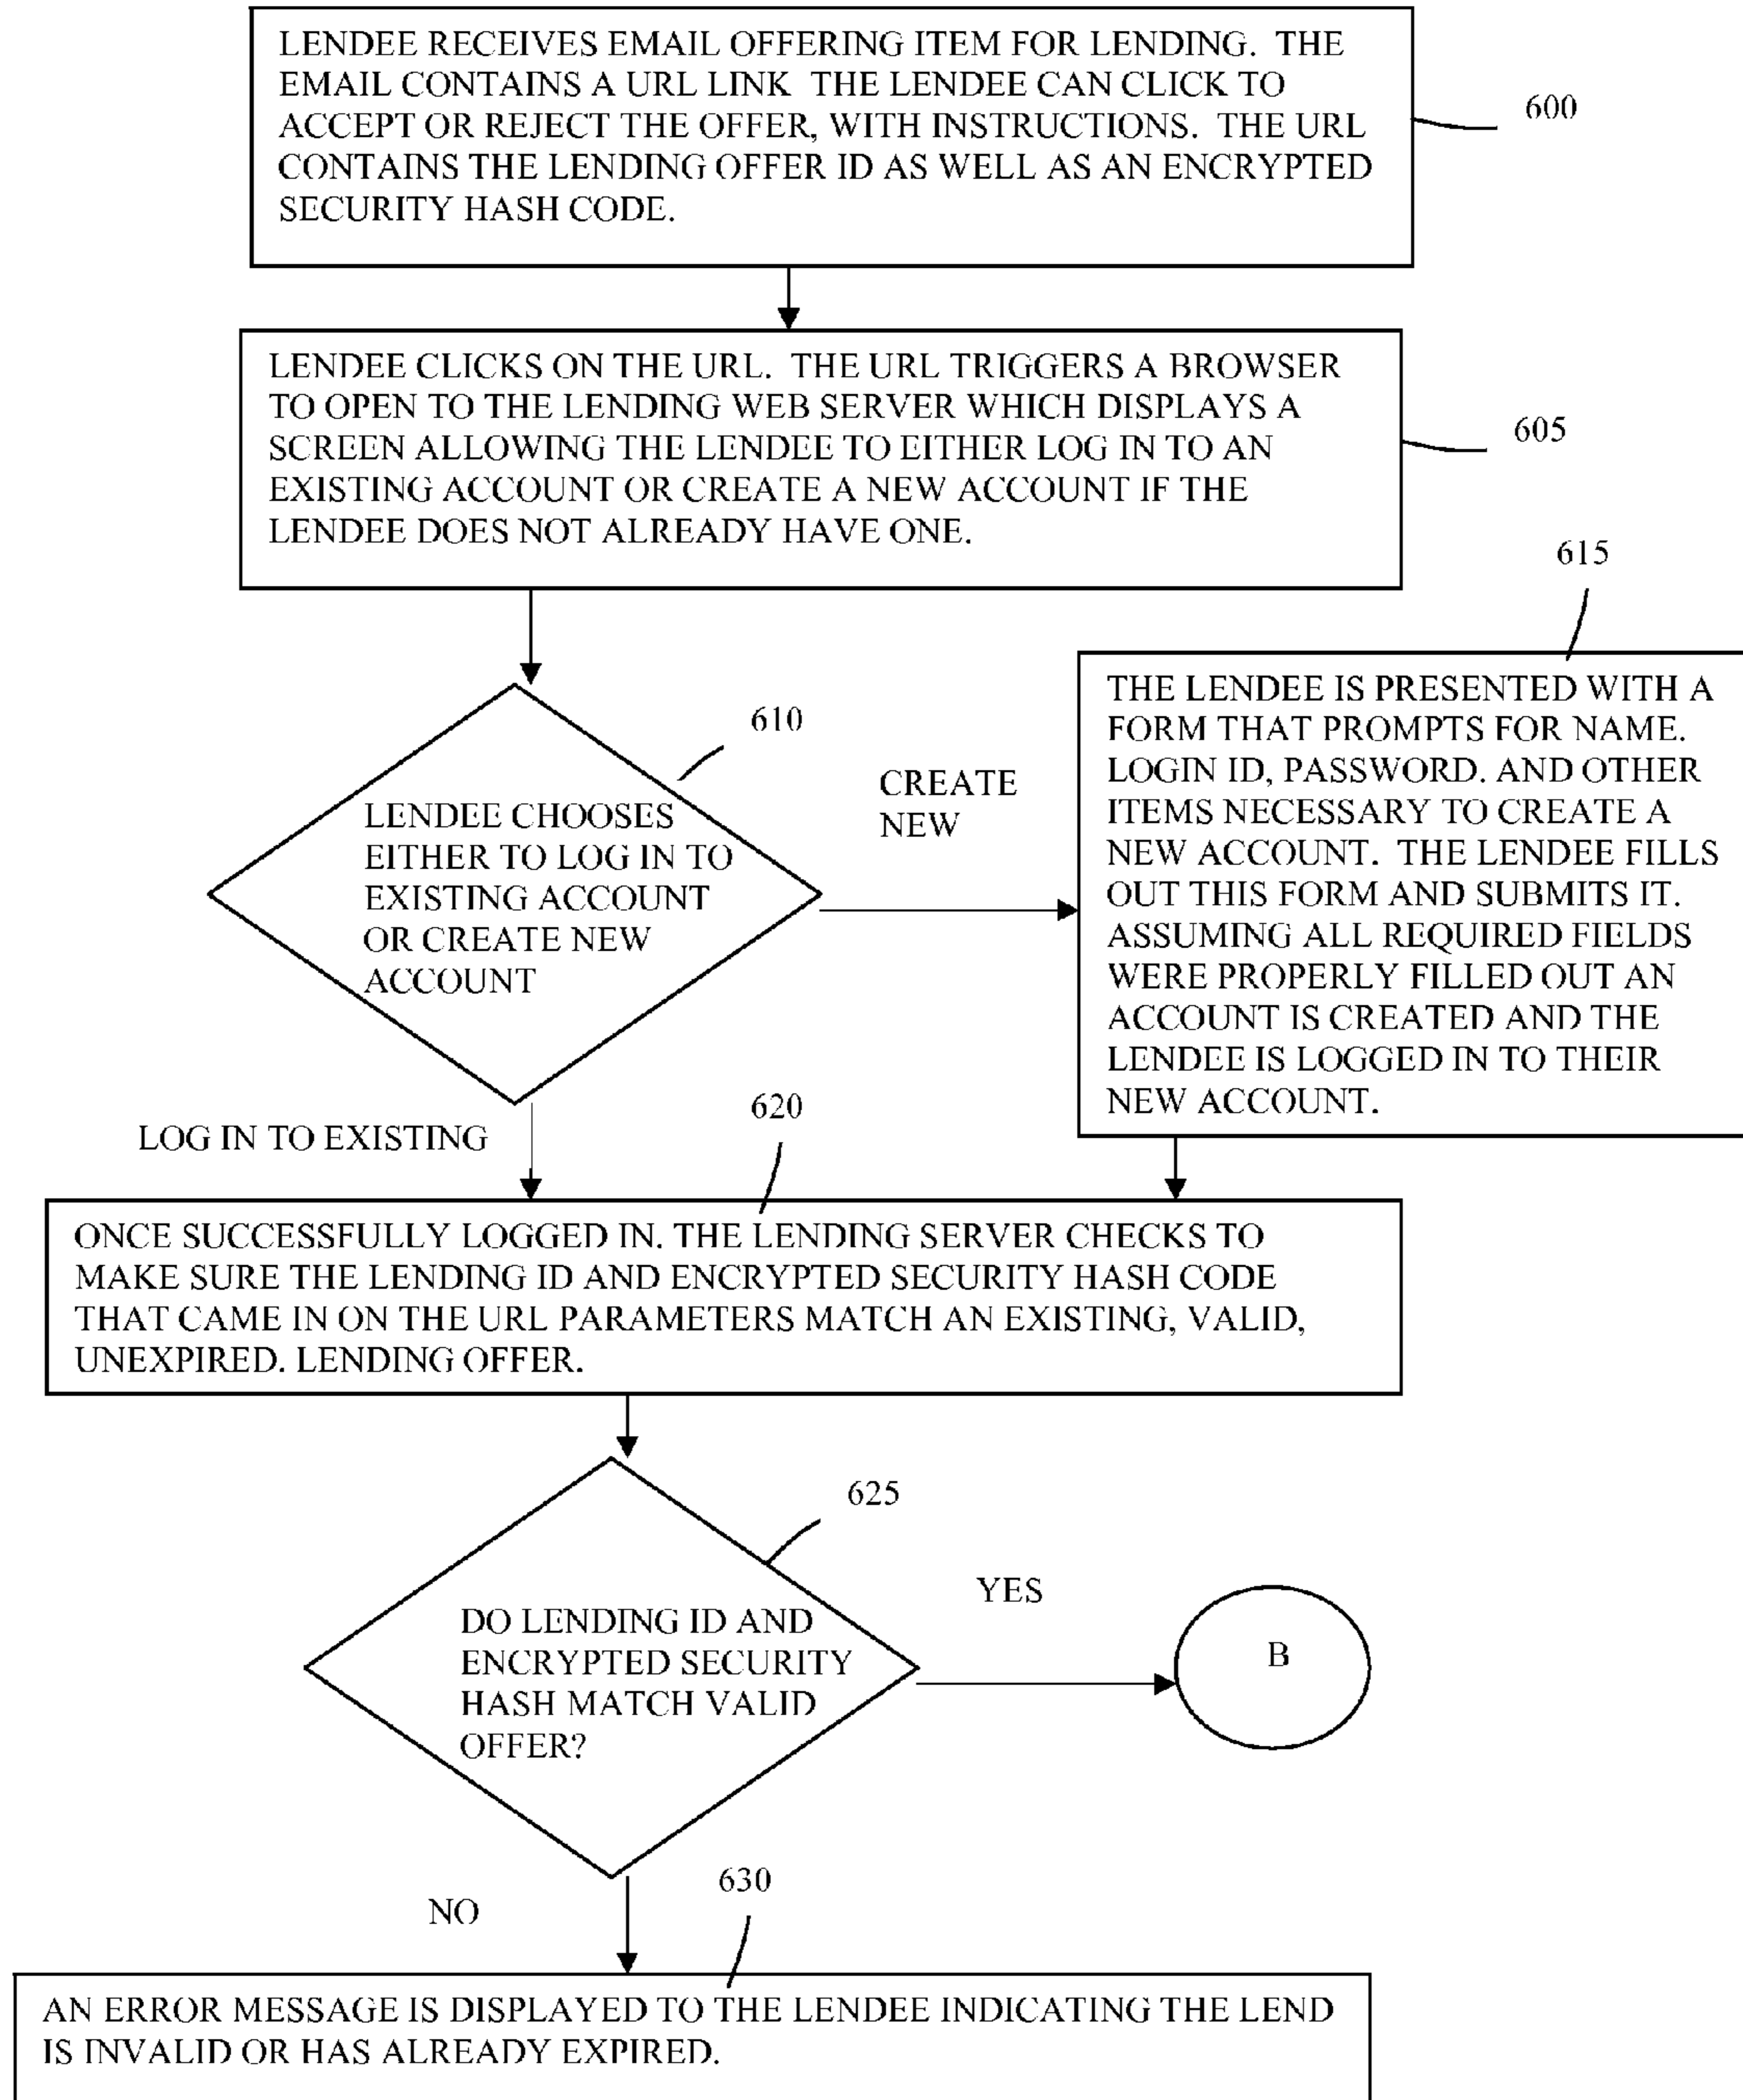 LENDEE RECEIVES EMAIL OFFERING ITEM FOR LENDING. THE
EMAIL CONTAINS A URL LINK THE LENDEE CAN CLICK TO
ACCEPT OR REJECT THE OFFER, WITH INSTRUCTIONS. THE URL
CONTAINS THE LENDING OFFER ID AS WELL AS AN ENCRYPTED
SECURITY HASH CODE.
600
LENDEE CLICKS ON THE URL. THE URL TRIGGERS A BROWSER
TO OPEN TO THE LENDING WEB SERVER WHICH DISPLAYS A
SCREEN ALLOWING THE LENDEE TO EITHER LOG IN TO AN
EXISTING ACCOUNT OR CREATE A NEW ACCOUNT IF THE
LENDEE DOES NOT ALREADY HAVE ONE.
605
610
LENDEE CHOOSES
EITHER TO LOG IN TO
EXISTING ACCOUNT
OR CREATE NEW
ACCOUNT
CREATE
NEW
615
THE LENDEE IS PRESENTED WITH A
FORM THAT PROMPTS FOR NAME.
LOGIN ID, PASSWORD. AND OTHER
ITEMS NECESSARY TO CREATE A
NEW ACCOUNT. THE LENDEE FILLS
OUT THIS FORM AND SUBMITS IT.
ASSUMING ALL REQUIRED FIELDS
WERE PROPERLY FILLED OUT AN
ACCOUNT IS CREATED AND THE
LENDEE IS LOGGED IN TO THEIR
NEW ACCOUNT.
LOG IN TO EXISTING
620
ONCE SUCCESSFULLY LOGGED IN. THE LENDING SERVER CHECKS TO
MAKE SURE THE LENDING ID AND ENCRYPTED SECURITY HASH CODE
THAT CAME IN ON THE URL PARAMETERS MATCH AN EXISTING, VALID,
UNEXPIRED. LENDING OFFER.
625
DO LENDING ID AND
ENCRYPTED SECURITY
HASH MATCH VALID
OFFER?
YES
B
NO
630
AN ERROR MESSAGE IS DISPLAYED TO THE LENDEE INDICATING THE LEND
IS INVALID OR HAS ALREADY EXPIRED.